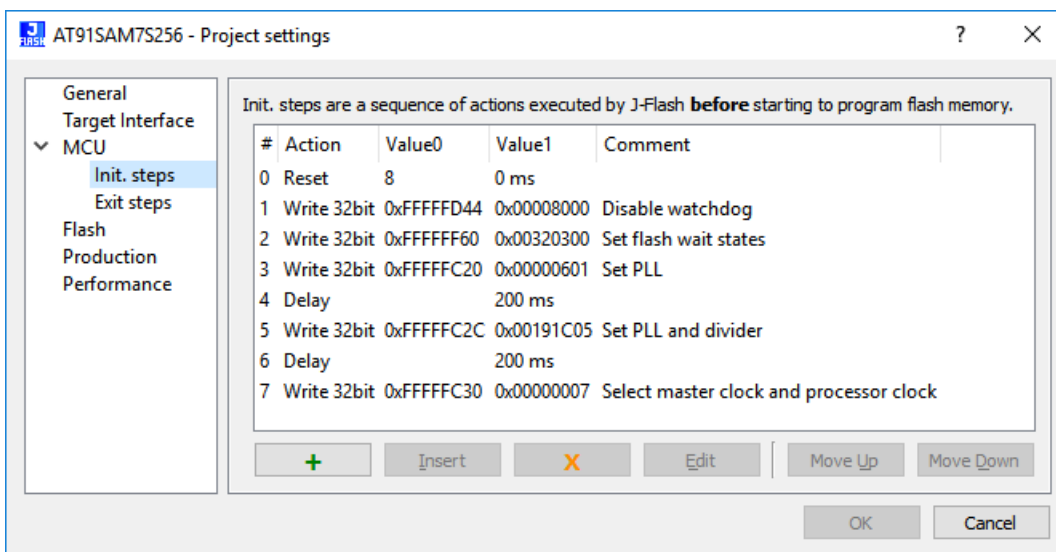 J FLASH AT91SAM7S256 - Project settings ?
General
Target Interface
MCU
Init. steps
Exit steps
Flash
Production
Performance
Init. steps are a sequence of actions executed by J-Flash before starting to program flash memory.
# Action Value0 Value1 Comment
0 Reset 8 0 ms
1 Write 32bit 0xFFFFFD44 0x00008000 Disable watchdog
2 Write 32bit 0xFFFFFF60 0x00320300 Set flash wait states
3 Write 32bit 0xFFFFFC20 0x00000601 Set PLL
4 Delay 200 ms
5 Write 32bit 0xFFFFFC2C 0x00191C05 Set PLL and divider
6 Delay 200 ms
7 Write 32bit 0xFFFFFC30 0x00000007 Select master clock and processor clock
+ Insert X Edit Move Up Move Down
OK Cancel